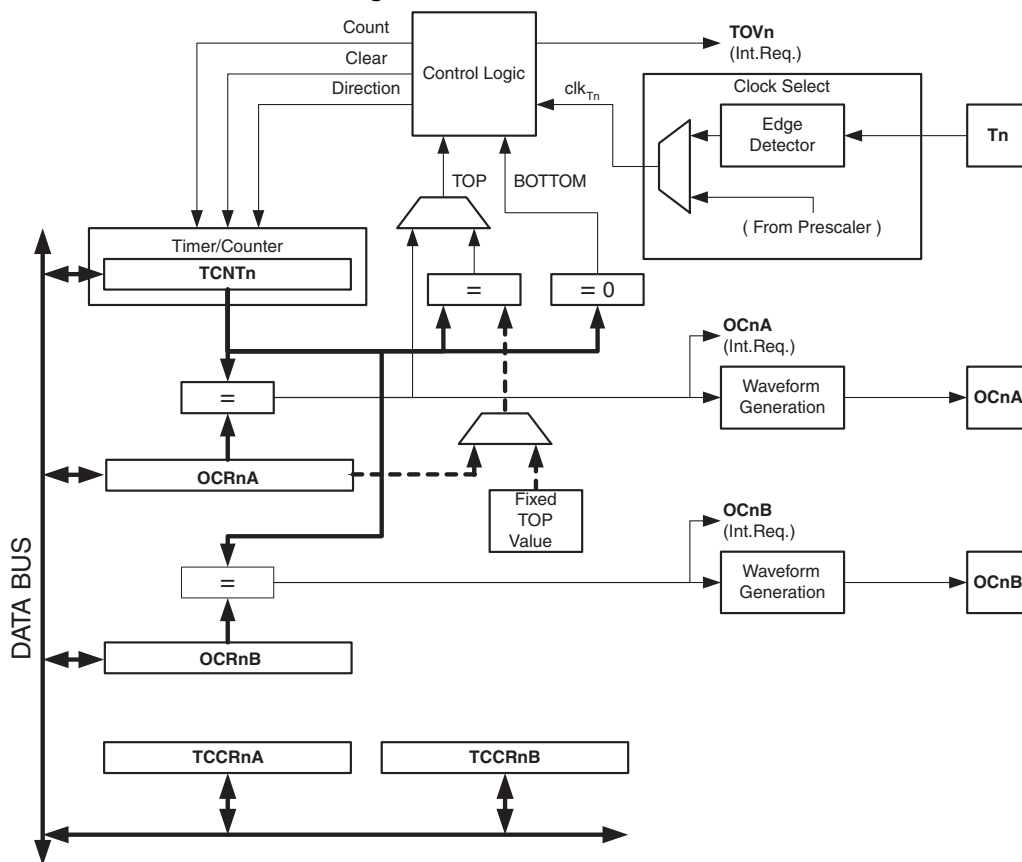 Count
Clear
Direction
Control Logic
TOVn
(Int.Req.)
clkTn
Clock Select
Edge
Detector
Tn
( From Prescaler )
TOP
BOTTOM
Timer/Counter
TCNTn
=
= 0
OCnA
(Int.Req.)
=
Waveform
Generation
OCnA
OCRnA
Fixed
TOP
Value
OCnB
(Int.Req.)
=
Waveform
Generation
OCnB
OCRnB
DATA BUS
TCCRnA
TCCRnB